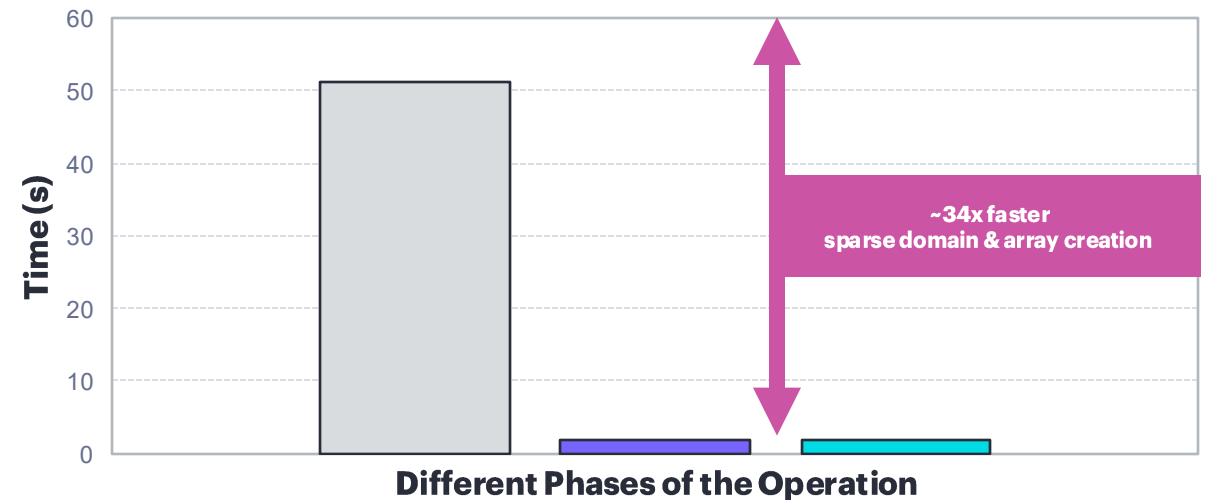 60
50
40
30
20
10
0
Time (s)
~34x faster
sparse domain & array creation
Different Phases of the Operation